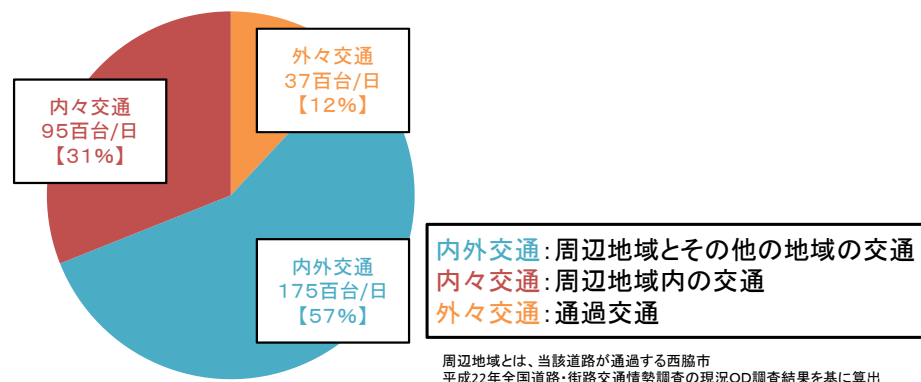 外々交通
37百台/日
【12%】
内々交通
95百台/日
【31%】
内外交通
175百台/日
【57%】
内外交通:周辺地域とその他の地域の交通
内々交通:周辺地域内の交通
外々交通:通過交通
周辺地域とは、当該道路が通過する西脇市
平成22年全国道路・街路交通情勢調査の現況OD調査結果を基に算出